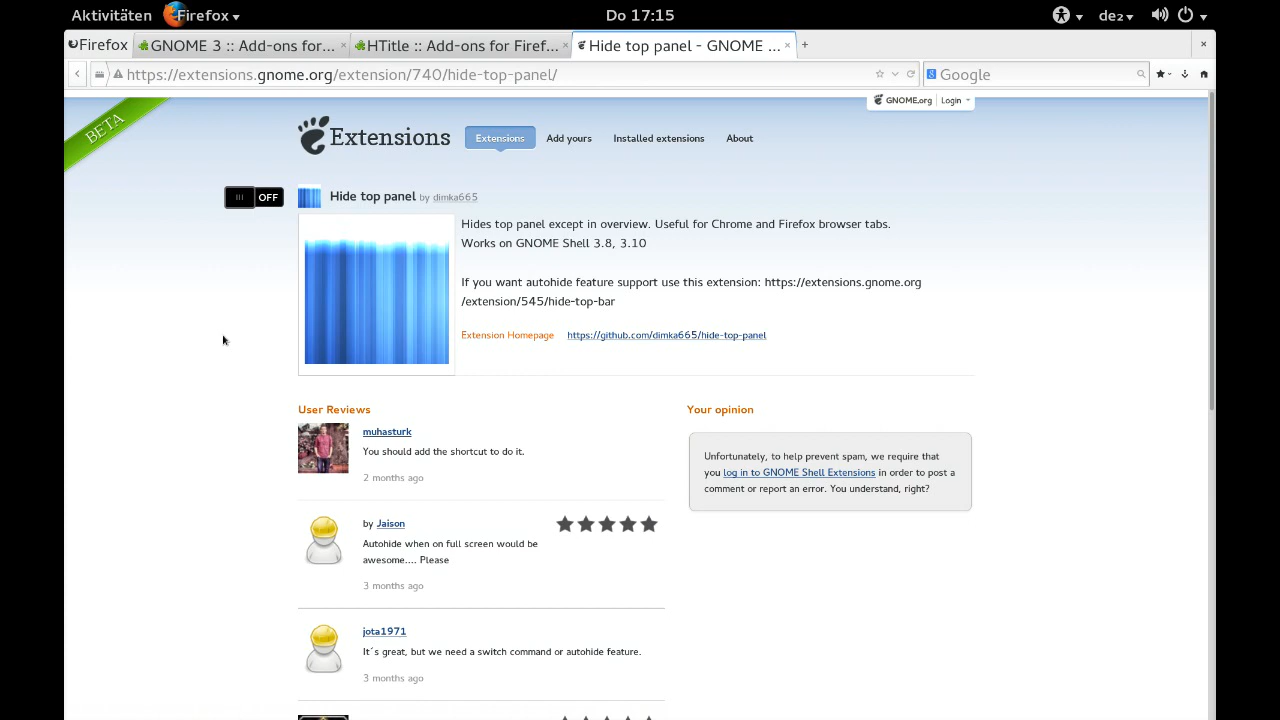 Aktivitäten Firefox Do 17:15 de2
Firefox GNOME 3 :: Add-ons for... × HTitle :: Add-ons for Firef... × Hide top panel - GNOME ... × + ×
https://extensions.gnome.org/extension/740/hide-top-panel/ Google
GNOME.org Login
BETA
Extensions Extensions Add yours Installed extensions About
OFF Hide top panel by dimka665
Hides top panel except in overview. Useful for Chrome and Firefox browser tabs.
Works on GNOME Shell 3.8, 3.10
If you want autohide feature support use this extension: https://extensions.gnome.org
/extension/545/hide-top-bar
Extension Homepage https://github.com/dimka665/hide-top-panel
User Reviews
muhasturk
You should add the shortcut to do it.
2 months ago
by Jaison
Autohide when on full screen would be
awesome.... Please
3 months ago
jota1971
It´s great, but we need a switch command or autohide feature.
3 months ago
Your opinion
Unfortunately, to help prevent spam, we require that
you log in to GNOME Shell Extensions in order to post a
comment or report an error. You understand, right?